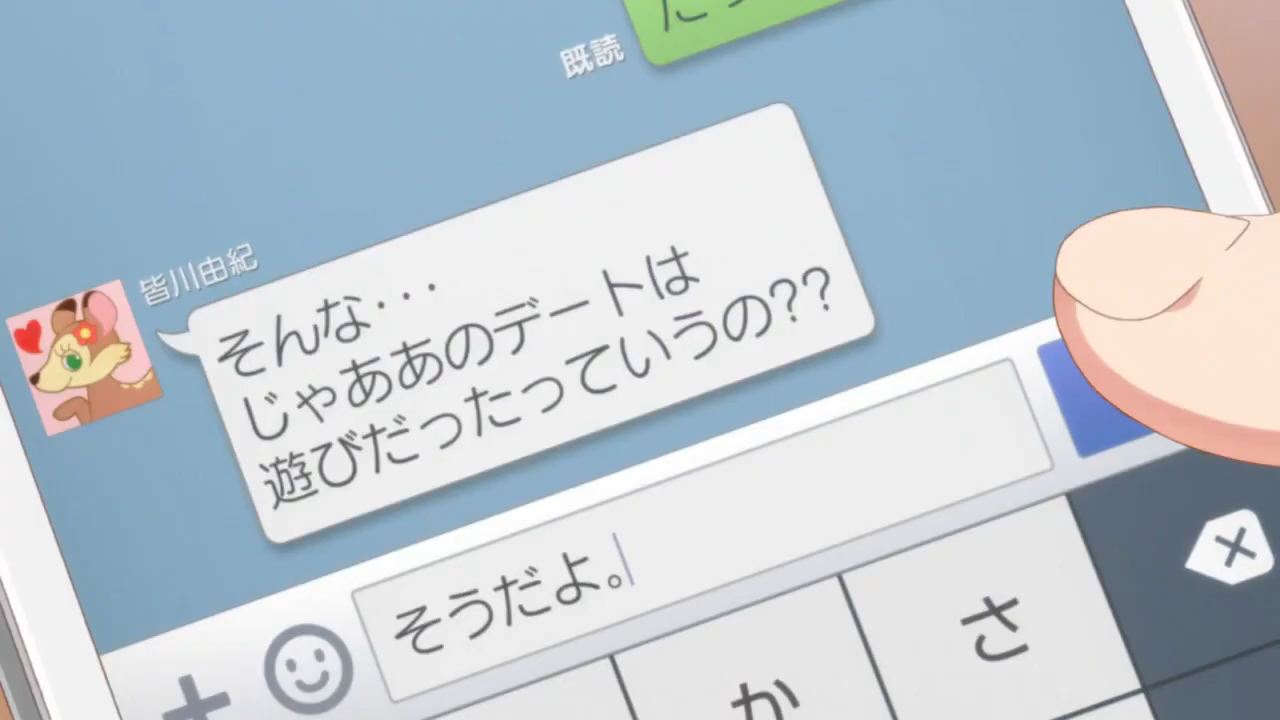 既読
皆川由紀
そんな･･･
じゃああのデートは
遊びだったっていうの??
そうだよ。
さ
か